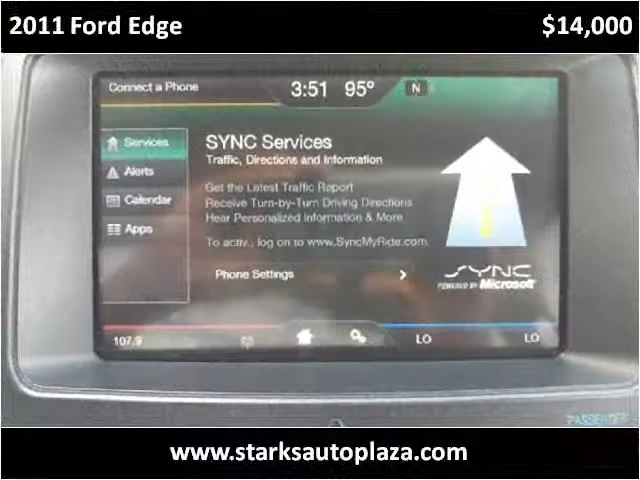 2011 Ford Edge
$14,000
Connect a Phone
3:51 95°
N
Services
Alerts
Calendar
Apps
SYNC Services
Traffic, Directions and Information
Get the Latest Traffic Report
Receive Turn-by-Turn Driving Directions
Hear Personalized Information & More
To activ., log on to www.SyncMyRide.com.
Phone Settings
SYNC
POWERED BY Microsoft
107.9
LO
LO
PASSENGER
www.starksautoplaza.com